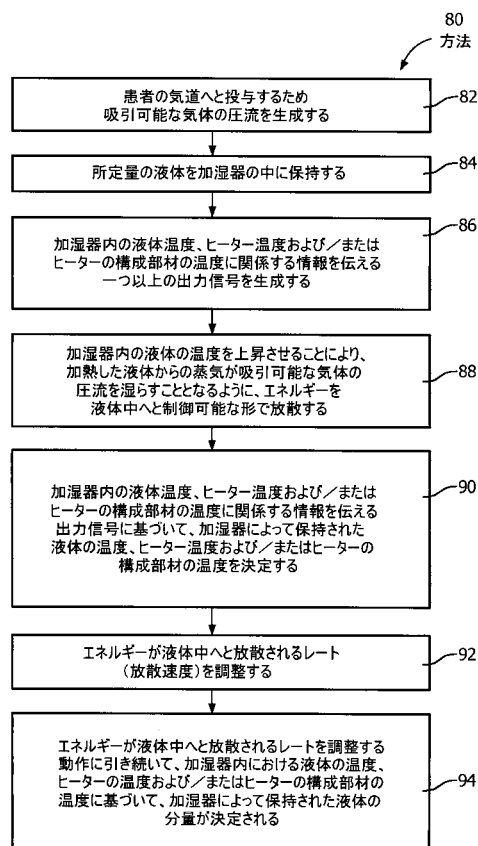 80
方法
患者の気道へと投与するため
吸引可能な気体の圧流を生成する
82
所定量の液体を加湿器の中に保持する
84
加湿器内の液体温度、ヒーター温度および/または
ヒーターの構成部材の温度に関係する情報を伝える
一つ以上の出力信号を生成する
86
加湿器内の液体の温度を上昇させることにより、
加熱した液体からの蒸気が吸引可能な気体の
圧流を湿らすこととなるように、エネルギーを
液体中へと制御可能な形で放散する
88
加湿器内の液体温度、ヒーター温度および/または
ヒーターの構成部材の温度に関係する情報を伝える
出力信号に基づいて、加湿器によって保持された
液体の温度、ヒーター温度および/またはヒーターの
構成部材の温度を決定する
90
エネルギーが液体中へと放散されるレート
(放散速度)を調整する
92
エネルギーが液体中へと放散されるレートを調整する
動作に引き続いて、加湿器内における液体の温度、
ヒーターの温度および/またはヒーターの構成部材の
温度に基づいて、加湿器によって保持された液体の
分量が決定される
94